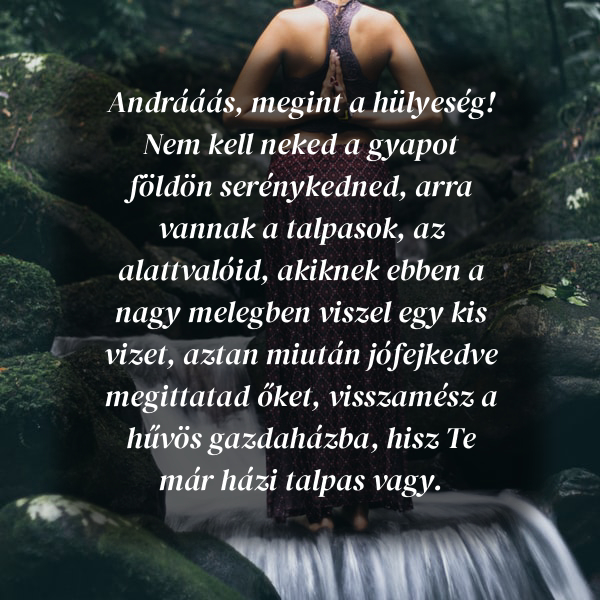 Andrááás, megint a hülyeség!
Nem kell neked a gyapot
földön serénykedned, arra
vannak a talpasok, az
alattvalóid, akiknek ebben a
nagy melegben viszel egy kis
vizet, aztan miután jófejkedve
megittatad őket, visszamész a
hűvös gazdaházba, hisz Te
már házi talpas vagy.